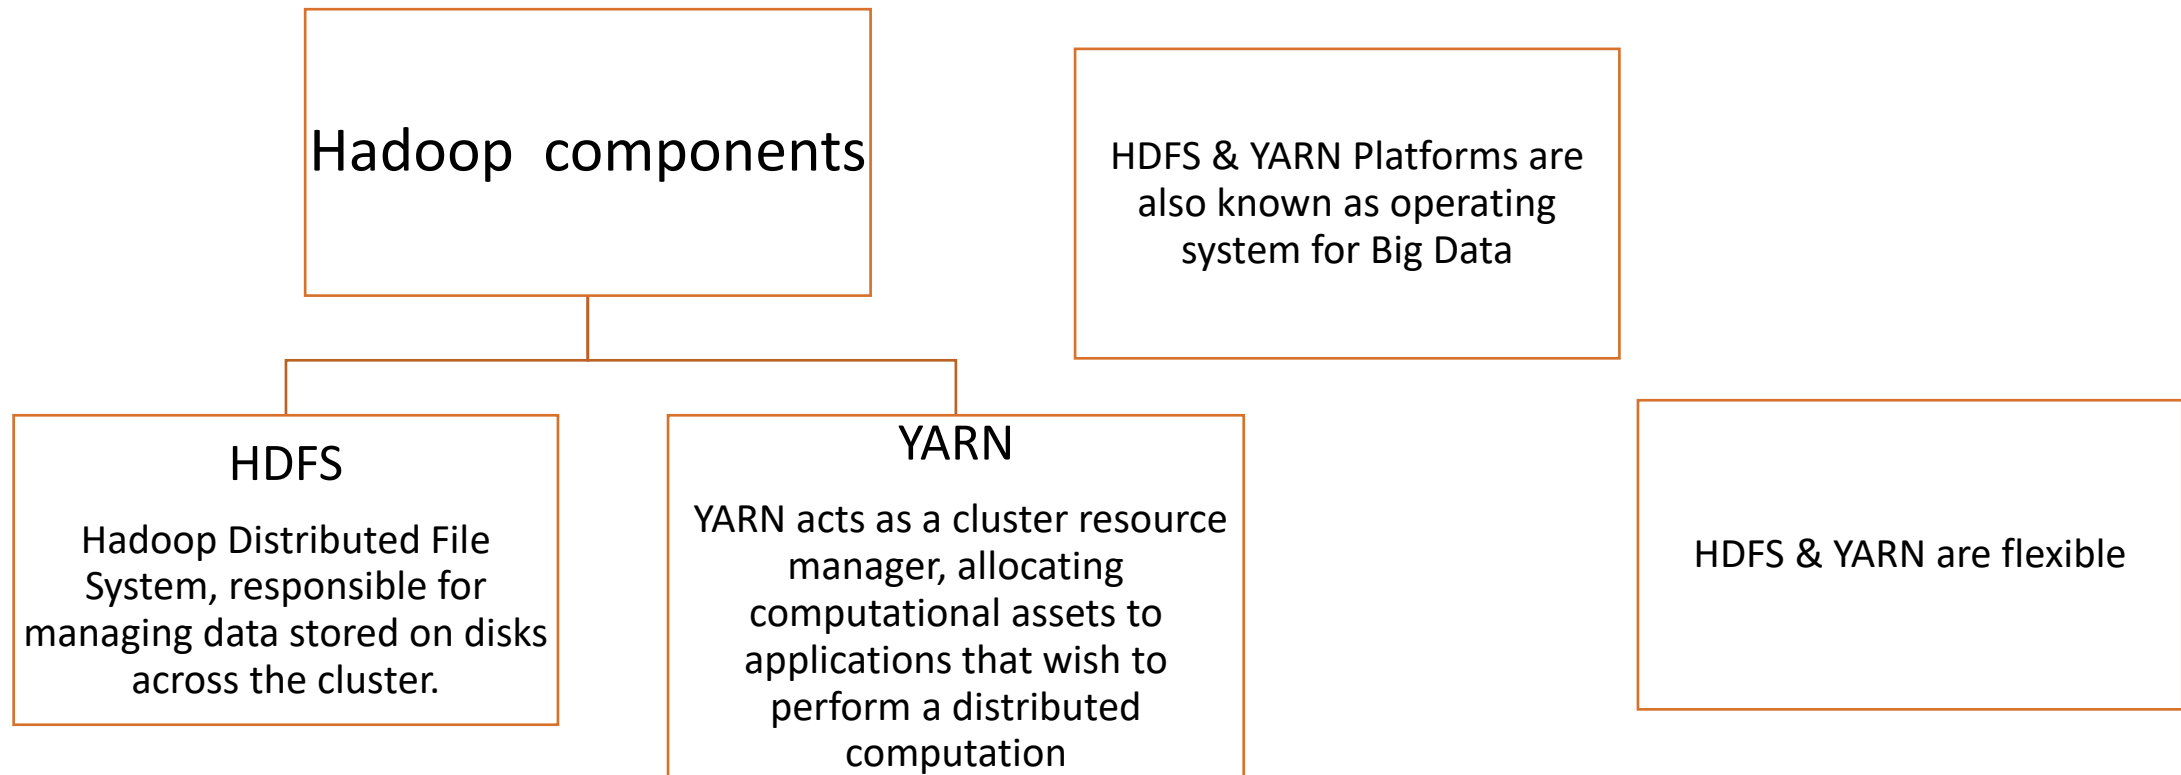 Hadoop  components
HDFS & YARN Platforms are
also known as operating
system for Big Data
HDFS
Hadoop Distributed File
System, responsible for
managing data stored on disks
across the cluster.
YARN
YARN acts as a cluster resource
manager, allocating
computational assets to
applications that wish to
perform a distributed
computation
HDFS & YARN are flexible